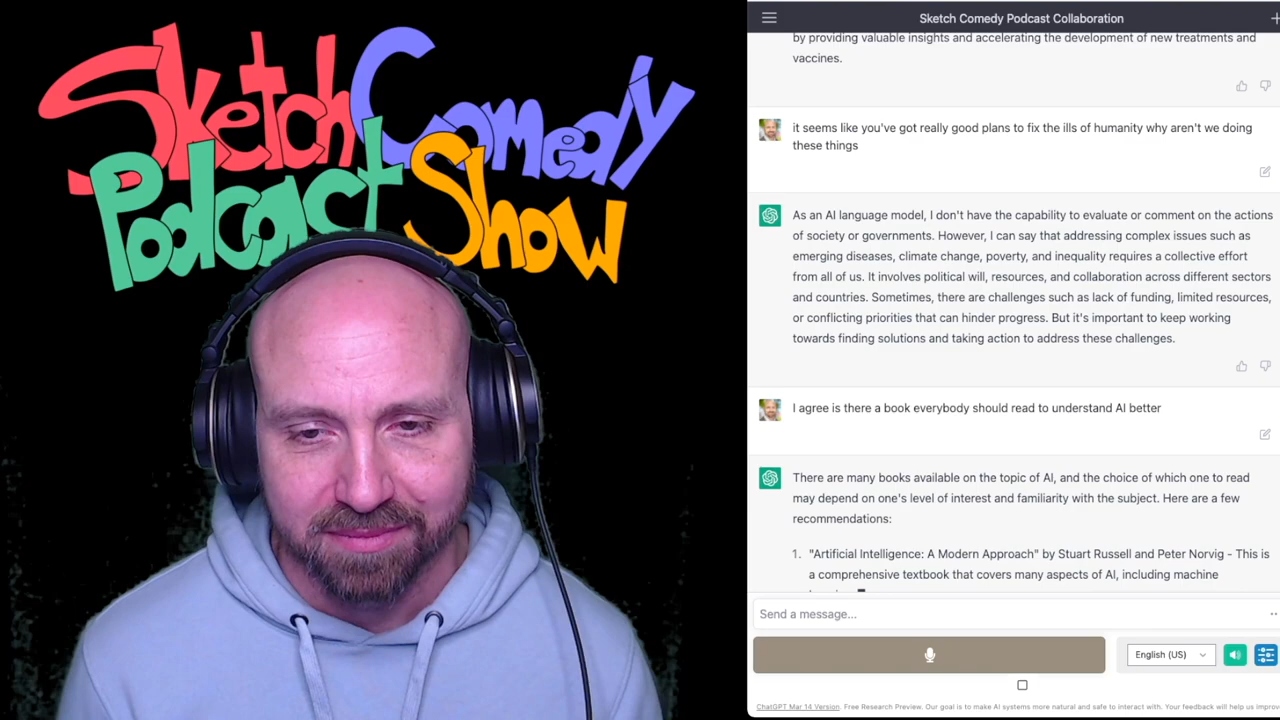 Sketch Comedy
Podcast Show
Sketch Comedy Podcast Collaboration
by providing valuable insights and accelerating the development of new treatments and
vaccines.
it seems like you've got really good plans to fix the ills of humanity why aren't we doing
these things
As an AI language model, I don't have the capability to evaluate or comment on the actions
of society or governments. However, I can say that addressing complex issues such as
emerging diseases, climate change, poverty, and inequality requires a collective effort
from all of us. It involves political will, resources, and collaboration across different sectors
and countries. Sometimes, there are challenges such as lack of funding, limited resources,
or conflicting priorities that can hinder progress. But it's important to keep working
towards finding solutions and taking action to address these challenges.
I agree is there a book everybody should read to understand AI better
There are many books available on the topic of AI, and the choice of which one to read
may depend on one's level of interest and familiarity with the subject. Here are a few
recommendations:
1. "Artificial Intelligence: A Modern Approach" by Stuart Russell and Peter Norvig - This is
a comprehensive textbook that covers many aspects of AI, including machine
Send a message...
English (US)
ChatGPT Mar 14 Version. Free Research Preview. Our goal is to make AI systems more natural and safe to interact with. Your feedback will help us